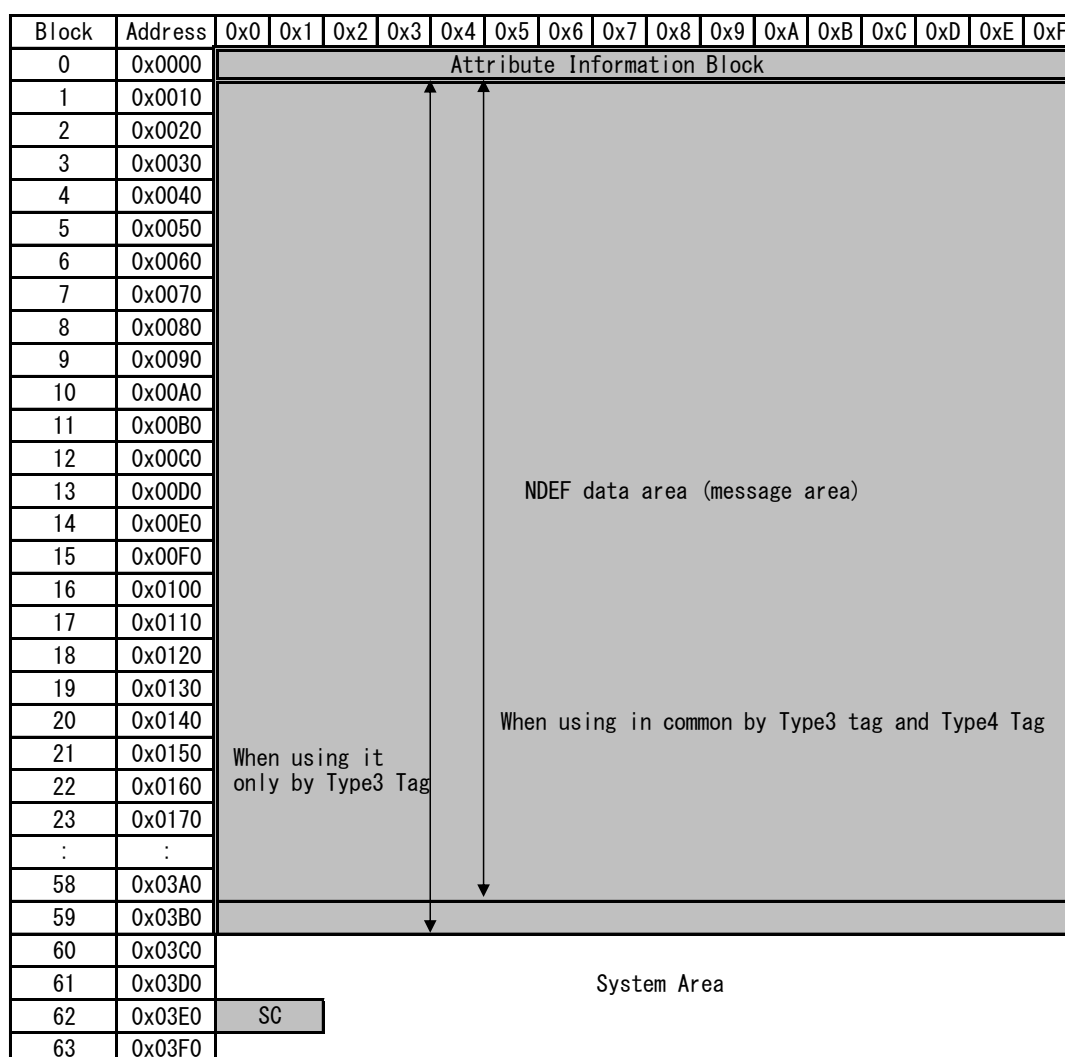 Block Address 0x0 0x1 0x2 0x3 0x4 0x5 0x6 0x7 0x8 0x9 0xA 0xB 0xC 0xD 0xE 0xF
0 0x0000 Attribute Information Block
1 0x0010
2 0x0020
3 0x0030
4 0x0040
5 0x0050
6 0x0060
7 0x0070
8 0x0080
9 0x0090
10 0x00A0
11 0x00B0
12 0x00C0
13 0x00D0 NDEF data area (message area)
14 0x00E0
15 0x00F0
16 0x0100
17 0x0110
18 0x0120
19 0x0130
20 0x0140 When using in common by Type3 tag and Type4 Tag
21 0x0150 When using it
22 0x0160 only by Type3 Tag
23 0x0170
: :
58 0x03A0
59 0x03B0
60 0x03C0
61 0x03D0 System Area
62 0x03E0 SC
63 0x03F0